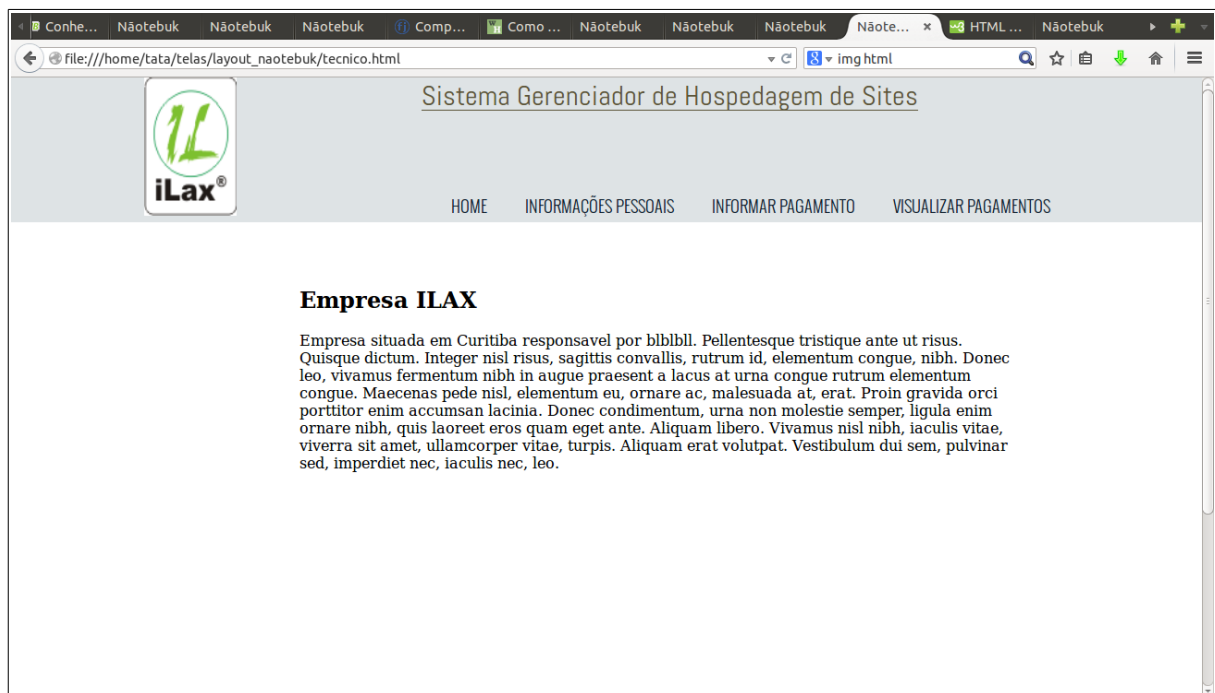 Conhe... Nãotebuk Nãotebuk Nãotebuk Comp... Como ... Nãotebuk Nãotebuk Nãotebuk Nãote... HTML ... Nãotebuk
file:///home/tata/telas/layout_naotebuk/tecnico.html img html
Sistema Gerenciador de Hospedagem de Sites
iLax®
HOME INFORMAÇÕES PESSOAIS INFORMAR PAGAMENTO VISUALIZAR PAGAMENTOS
Empresa ILAX
Empresa situada em Curitiba responsavel por blblbll. Pellentesque tristique ante ut risus.
Quisque dictum. Integer nisl risus, sagittis convallis, rutrum id, elementum congue, nibh. Donec
leo, vivamus fermentum nibh in augue praesent a lacus at urna congue rutrum elementum
congue. Maecenas pede nisl, elementum eu, ornare ac, malesuada at, erat. Proin gravida orci
porttitor enim accumsan lacinia. Donec condimentum, urna non molestie semper, ligula enim
ornare nibh, quis laoreet eros quam eget ante. Aliquam libero. Vivamus nisl nibh, iaculis vitae,
viverra sit amet, ullamcorper vitae, turpis. Aliquam erat volutpat. Vestibulum dui sem, pulvinar
sed, imperdiet nec, iaculis nec, leo.